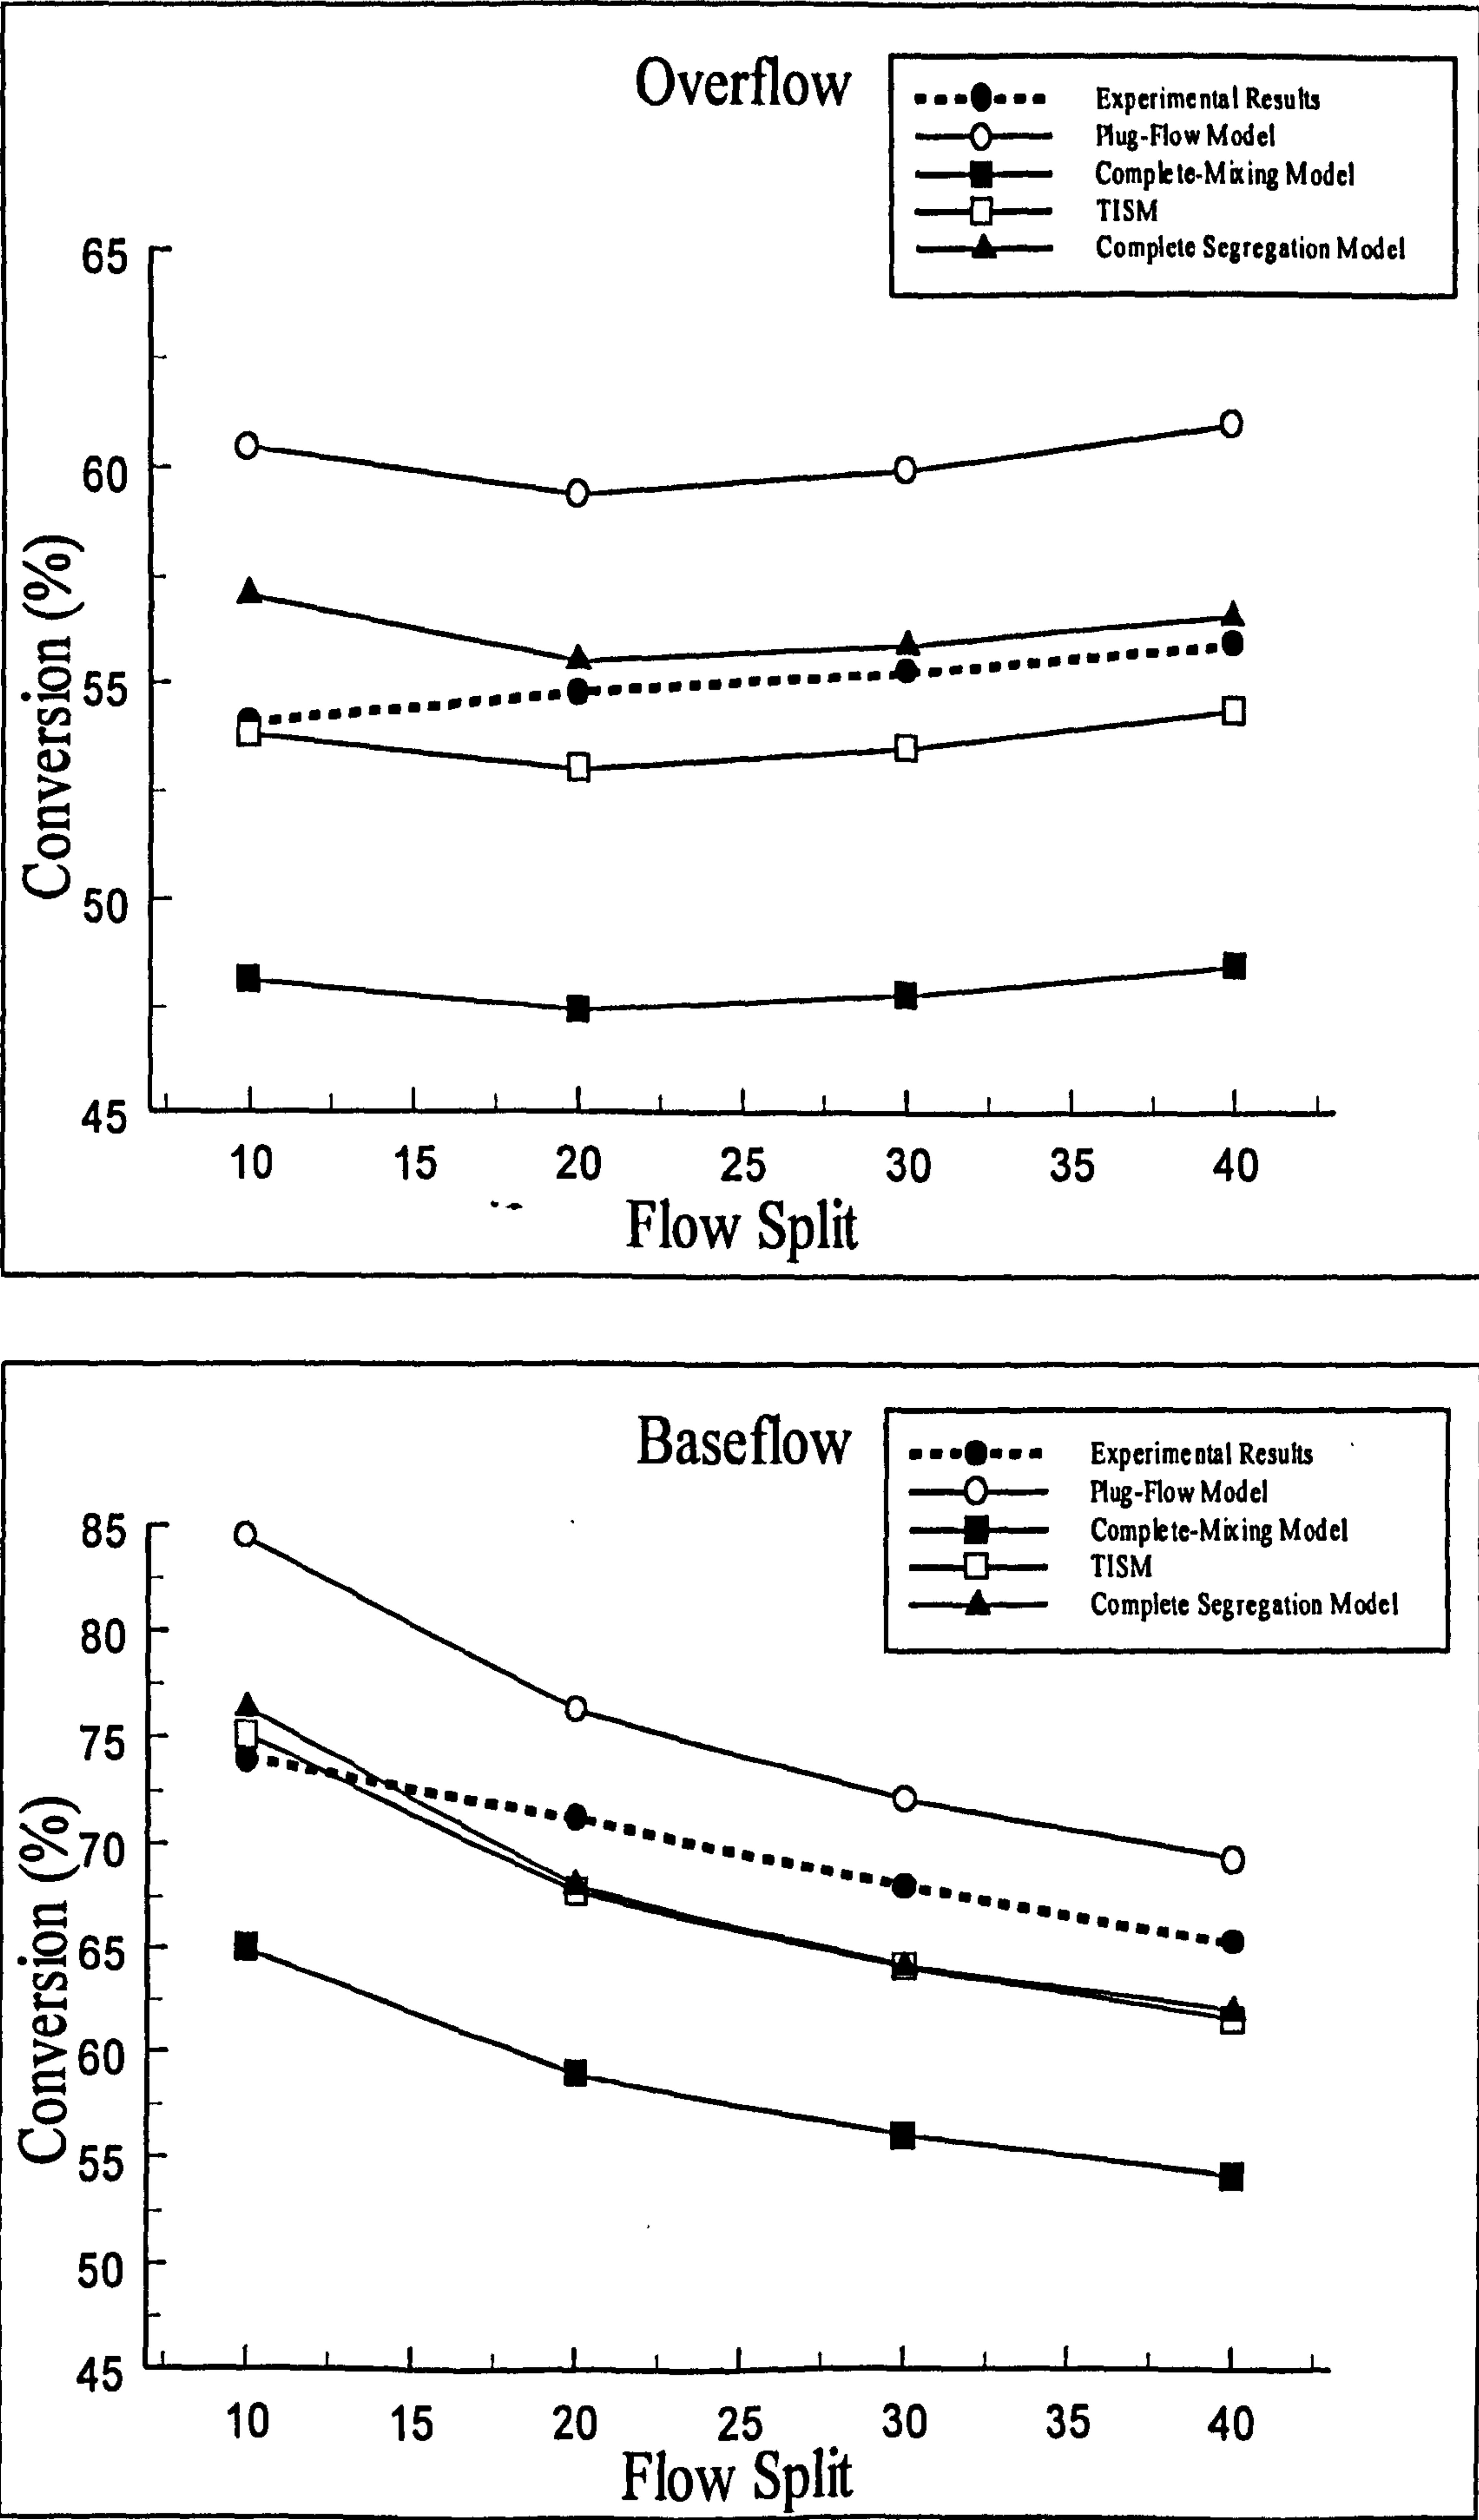 Overflow
Experimental Results
Plug-Flow Model
Complete-Mixing Model
TISM
Complete Segregation Model
65
60
55
50
45
Conversion (%)
10 15 20 25 30 35 40
Flow Split
Baseflow
Experimental Results
Plug-Flow Model
Complete-Mixing Model
TISM
Complete Segregation Model
85
80
75
70
65
60
55
50
45
Conversion (%)
10 15 20 25 30 35 40
Flow Split